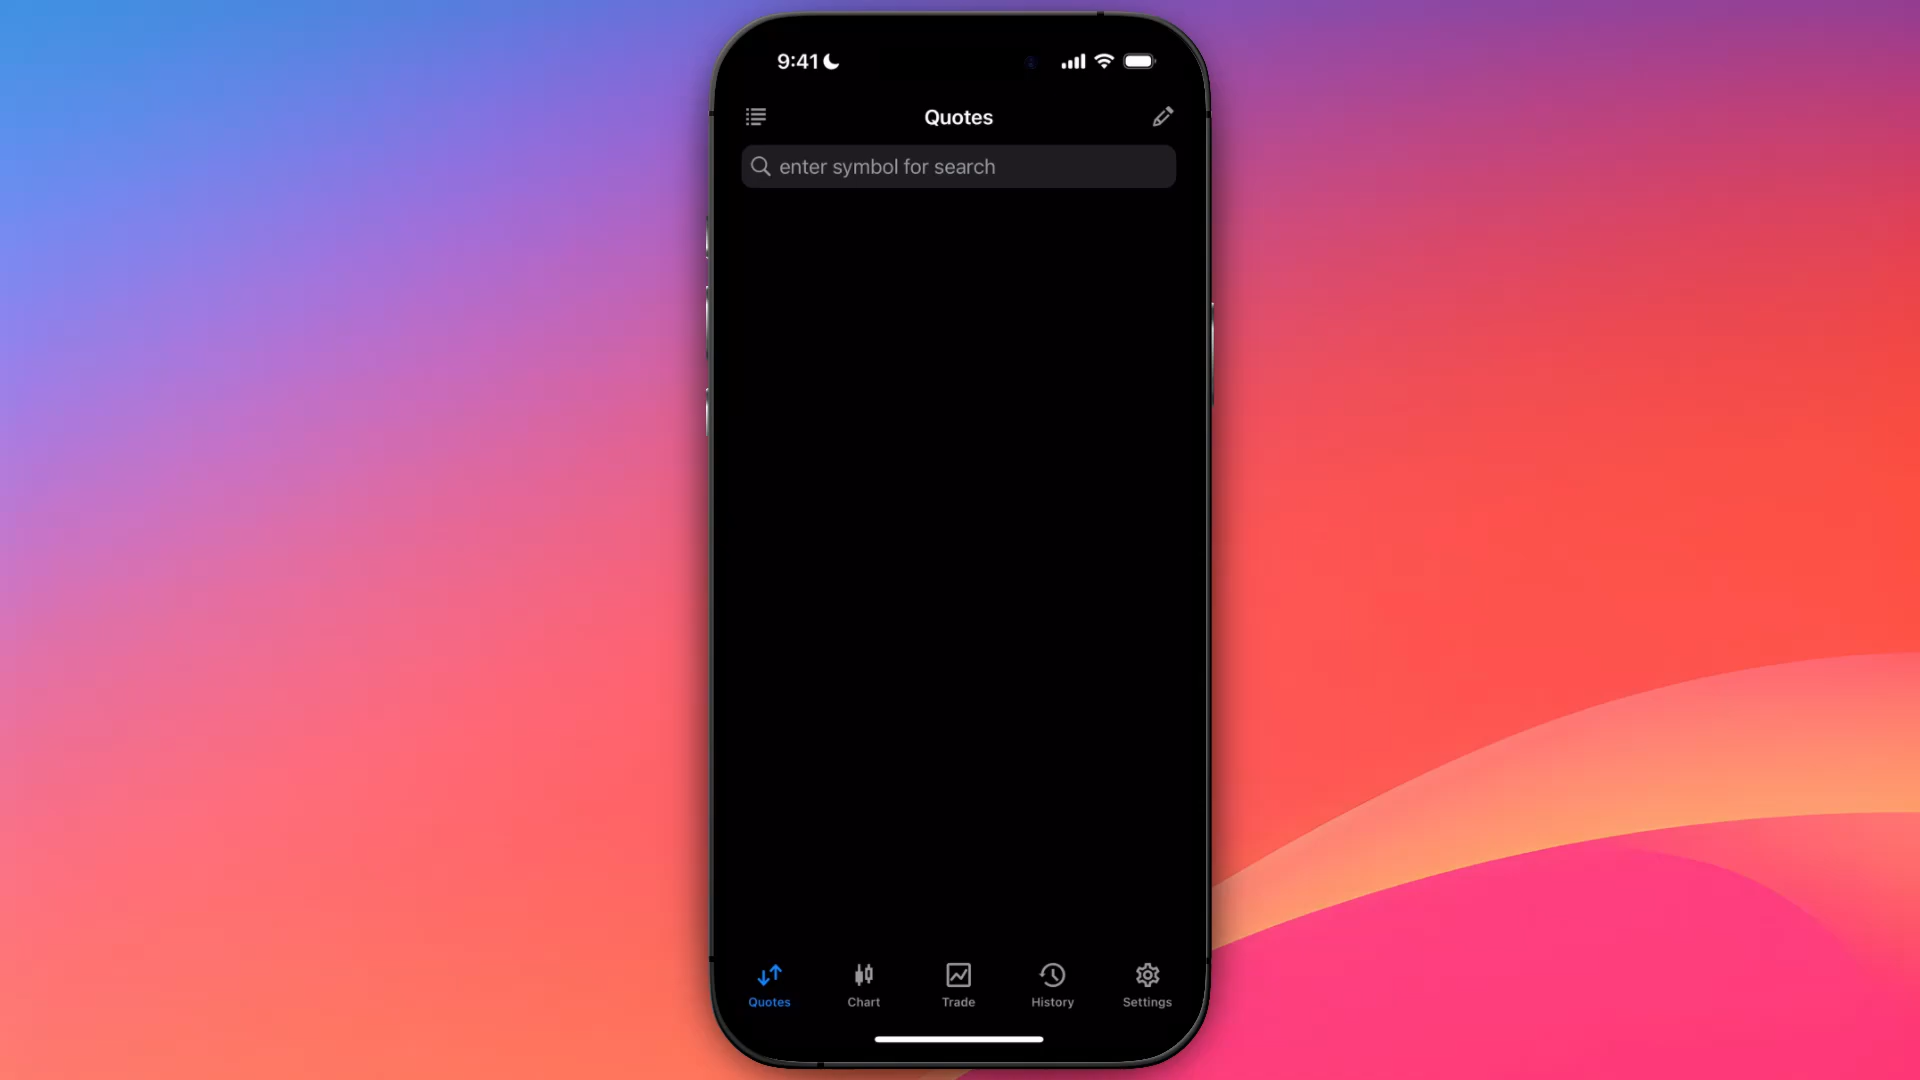 9:41
Quotes
enter symbol for search
Quotes
Chart
Trade
History
Settings